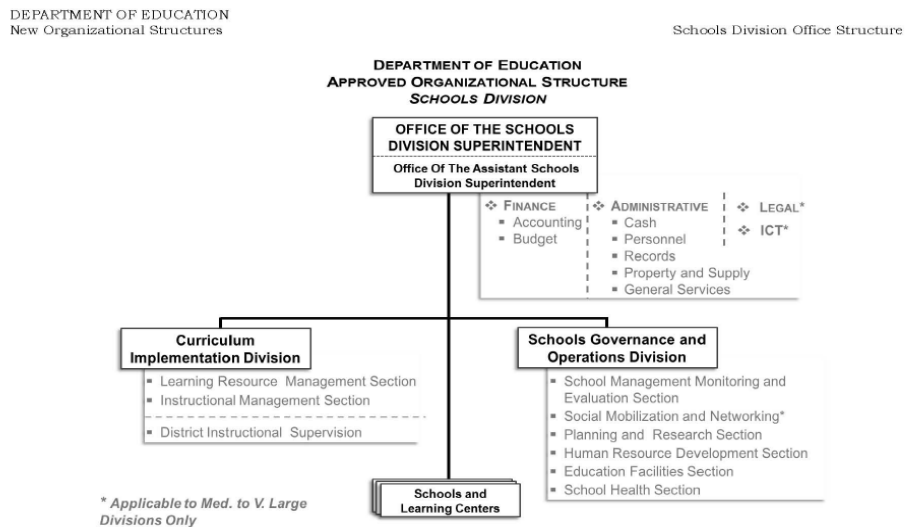 DEPARTMENT OF EDUCATION
New Organizational Structures
Schools Division Office Structure
DEPARTMENT OF EDUCATION
APPROVED ORGANIZATIONAL STRUCTURE
SCHOOLS DIVISION
OFFICE OF THE SCHOOLS
DIVISION SUPERINTENDENT
Office Of The Assistant Schools
Division Superintendent
❖ FINANCE
▪ Accounting
▪ Budget
❖ ADMINISTRATIVE
▪ Cash
▪ Personnel
▪ Records
▪ Property and Supply
▪ General Services
❖ LEGAL*
❖ ICT*
Curriculum
Implementation Division
▪ Learning Resource Management Section
▪ Instructional Management Section
▪ District Instructional Supervision
Schools Governance and
Operations Division
▪ School Management Monitoring and
Evaluation Section
▪ Social Mobilization and Networking*
▪ Planning and Research Section
▪ Human Resource Development Section
▪ Education Facilities Section
▪ School Health Section
Schools and
Learning Centers
* Applicable to Med. to V. Large
Divisions Only